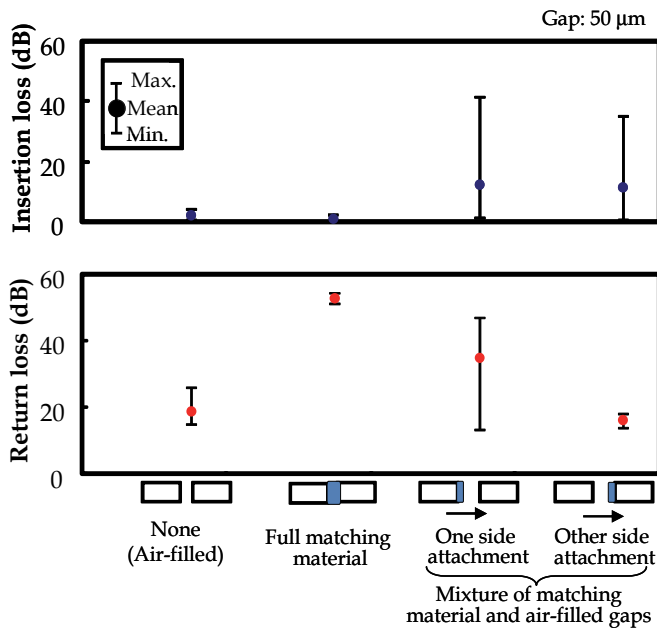 Gap: 50 μm
Insertion loss (dB)
60
40
20
0
Max.
Mean
Min.
Return loss (dB)
60
40
20
0
None
(Air-filled)
Full matching
material
One side
attachment
Other side
attachment
Mixture of matching
material and air-filled gaps